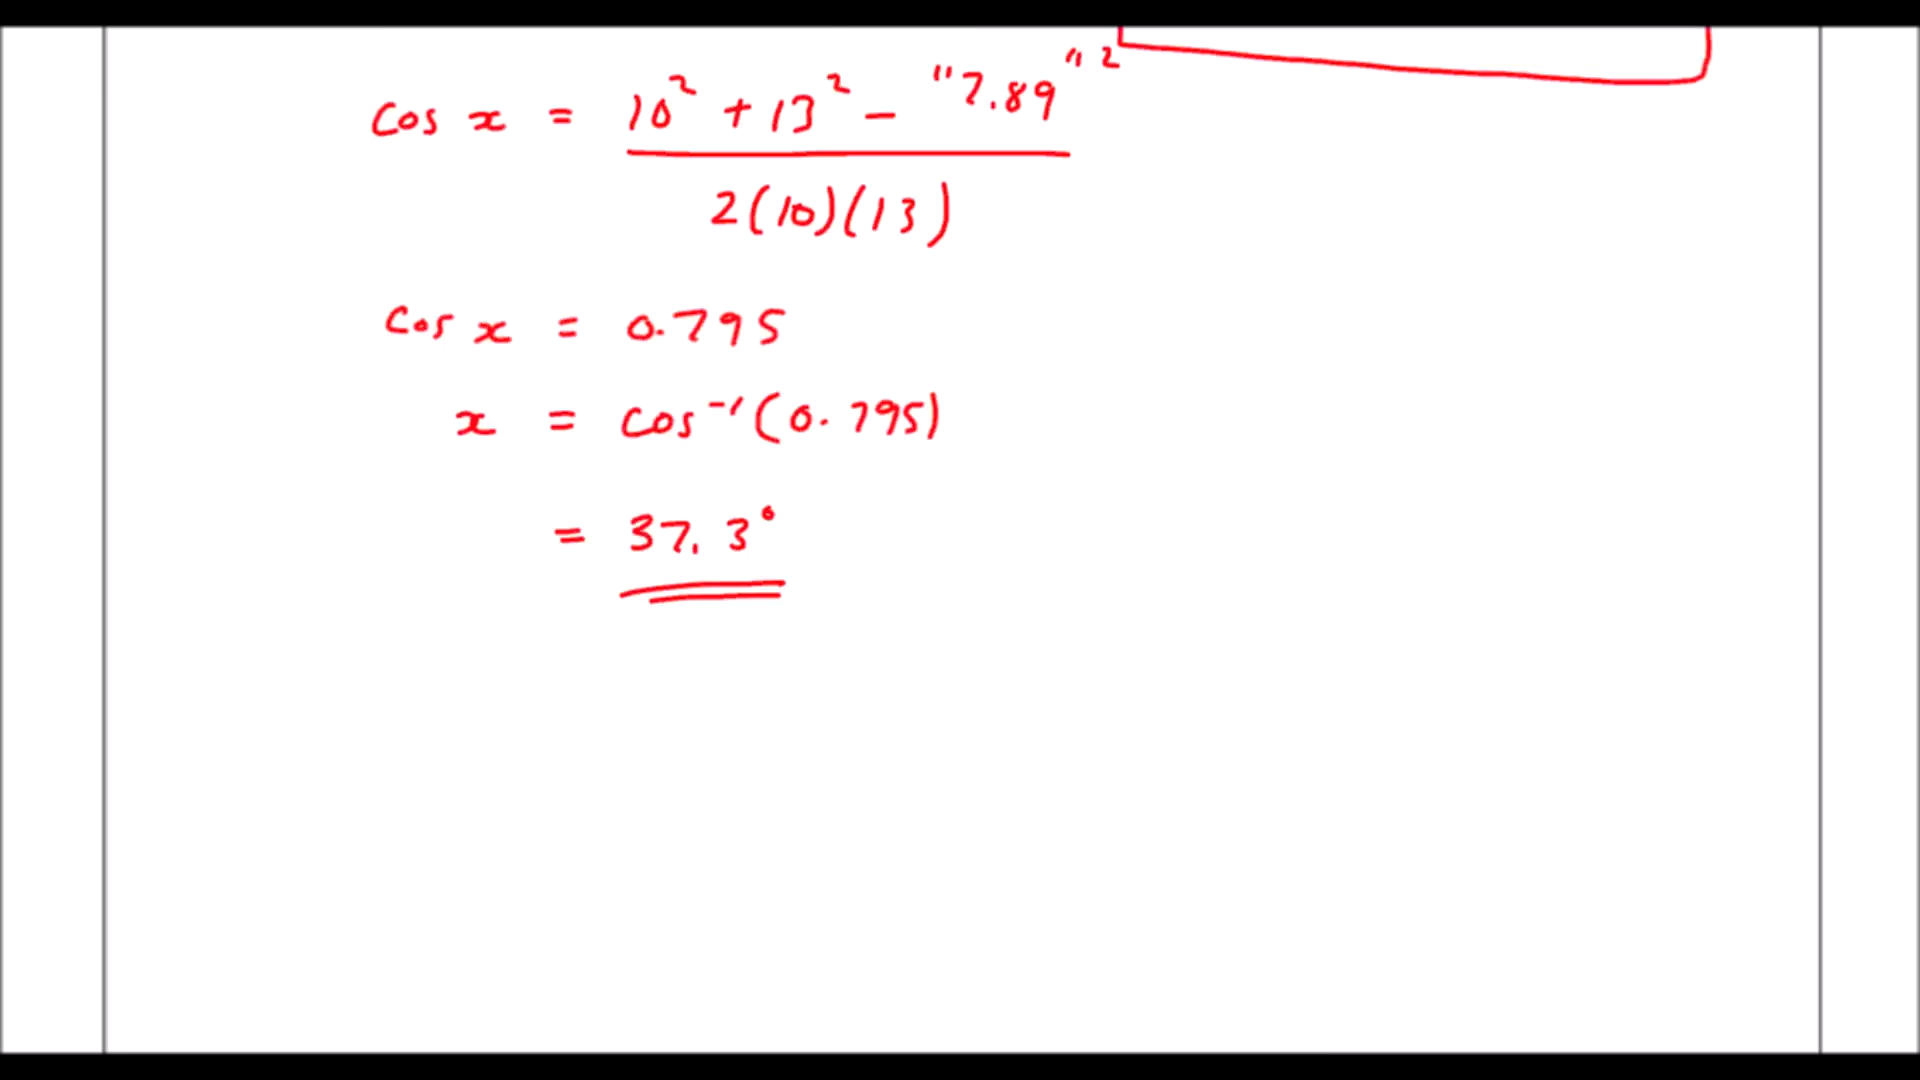 cos x = 10² + 13² - "7.89"²
2(10)(13)
cos x = 0.795
x = cos⁻¹(0.795)
= 37.3°